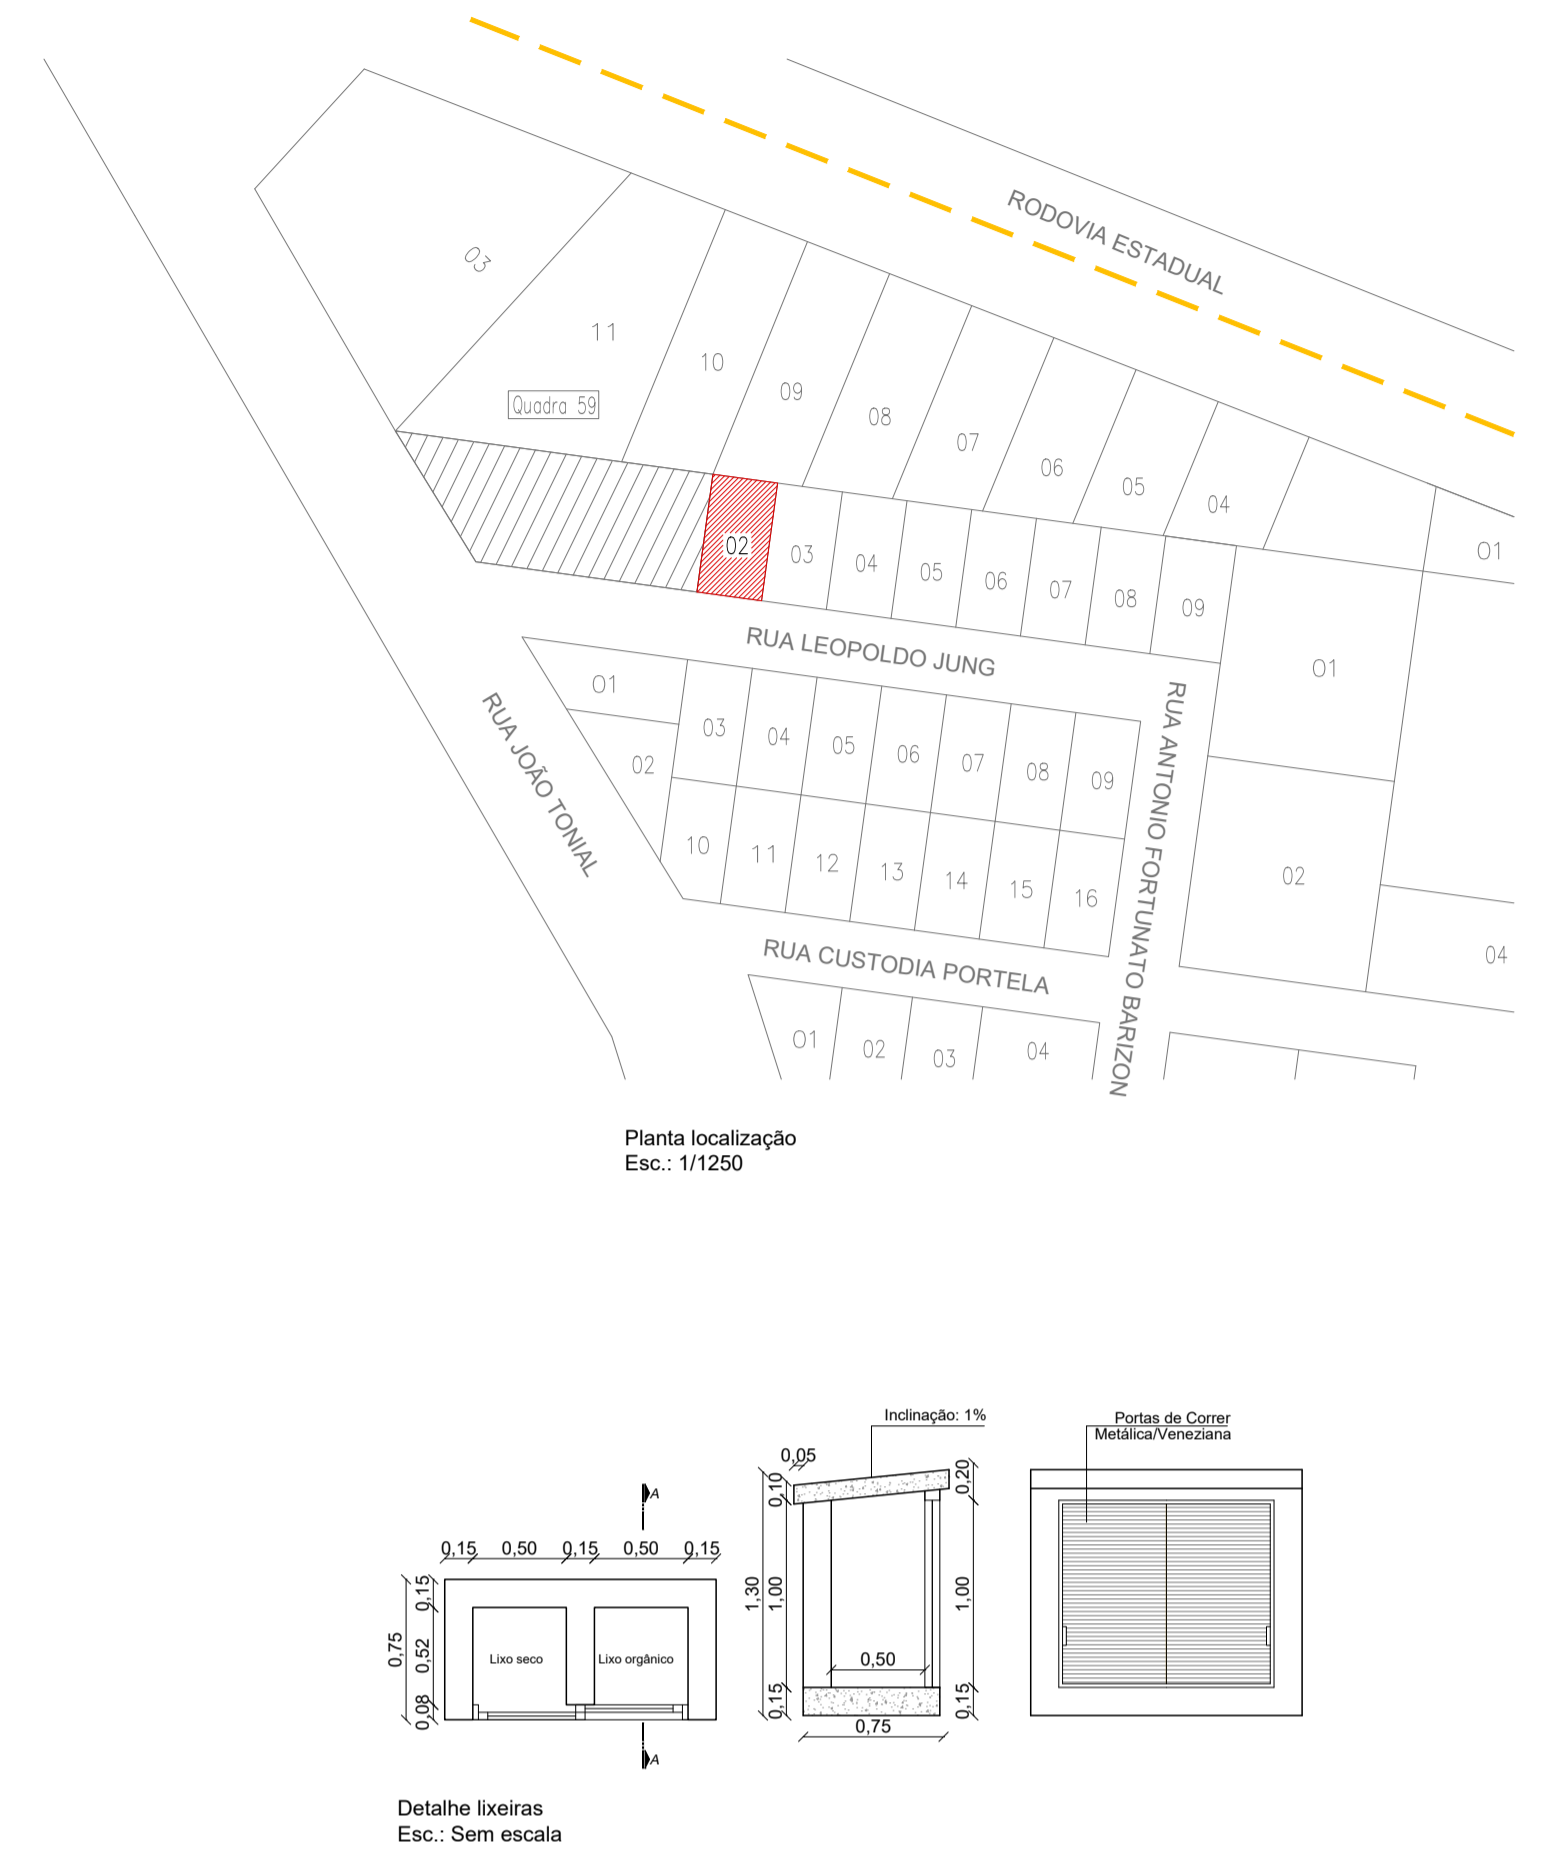 RODOVIA ESTADUAL
03
11
10
09
08
07
06
05
04
O1
Quadra 59
02
03
04
05
06
07
08
09
O1
RUA LEOPOLDO JUNG
O1
02
03
04
05
06
07
08
09
10
11
12
13
14
15
16
RUA JOÃO TONIAL
RUA ANTONIO FORTUNATO BARIZON
02
04
RUA CUSTODIA PORTELA
O1
02
03
04
Planta localização
Esc.: 1/1250
A
0,15
0,50
0,15
0,50
0,15
0,75
0,15
0,52
0,08
Lixo seco
Lixo orgânico
A
Inclinação: 1%
0,05
0,10
0,20
1,30
1,00
1,00
0,50
0,15
0,15
0,75
Portas de Correr
Metálica/Veneziana
Detalhe lixeiras
Esc.: Sem escala